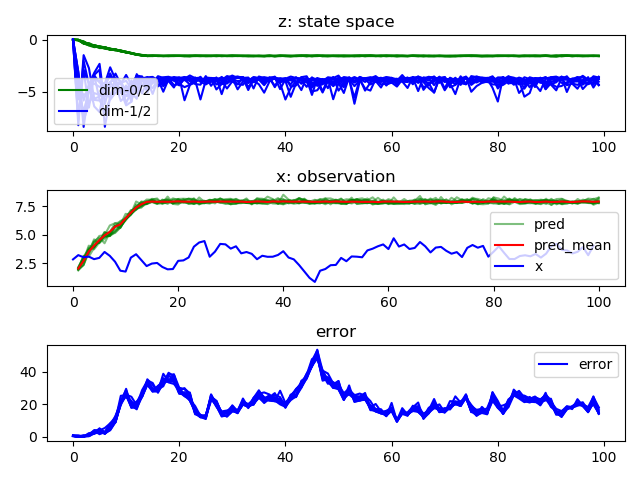 z: state space
0
−5
dim-0/2
dim-1/2
0 20 40 60 80 100
x: observation
7.5
5.0
2.5
pred
pred_mean
x
0 20 40 60 80 100
error
40
20
0
error
0 20 40 60 80 100